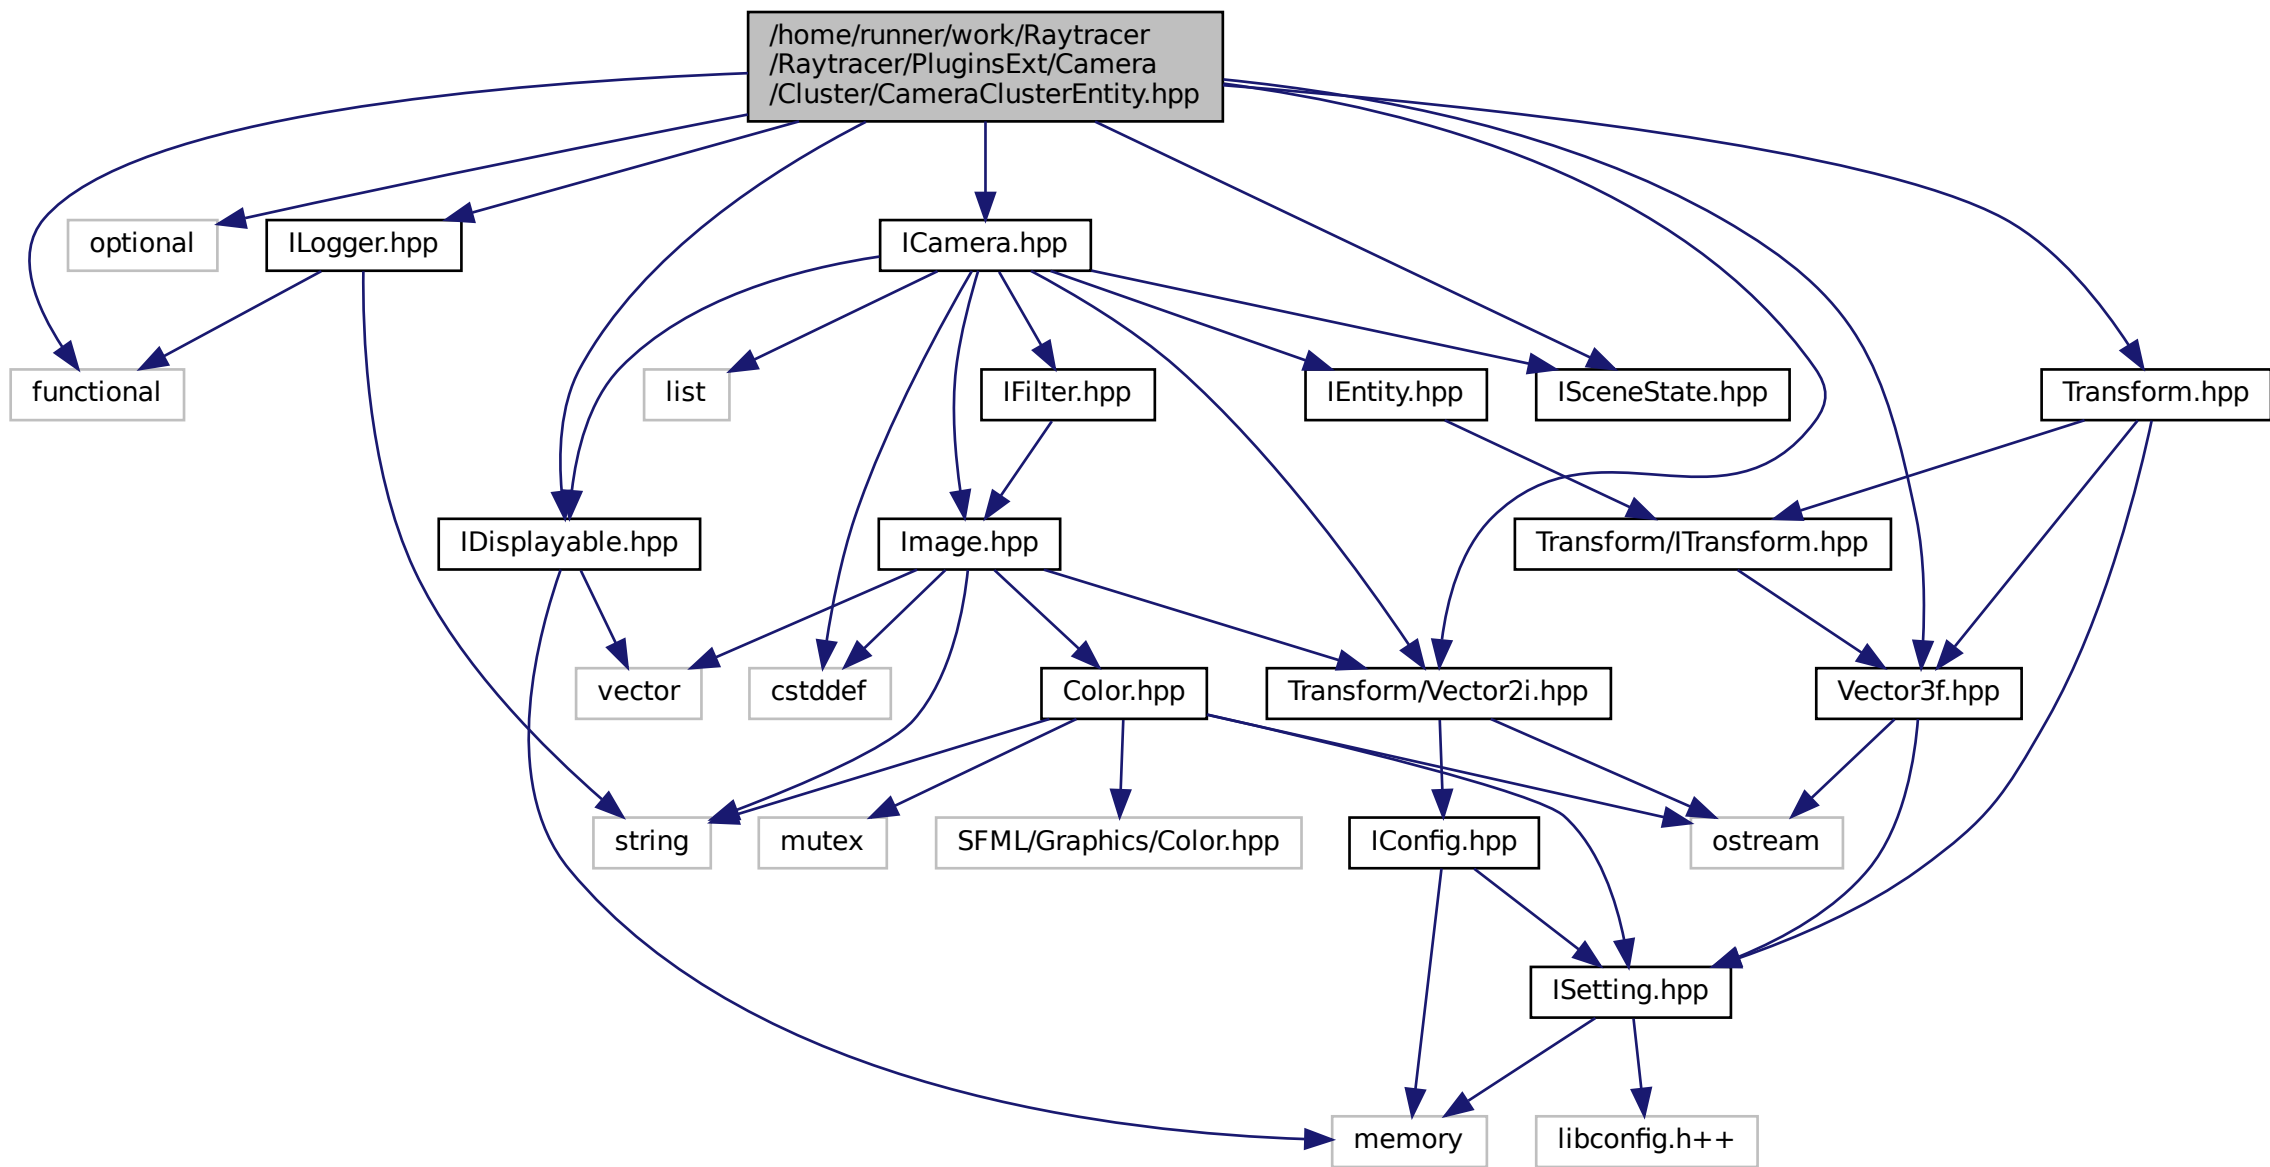 /home/runner/work/Raytracer
/Raytracer/PluginsExt/Camera
/Cluster/CameraClusterEntity.hpp
optional
ILogger.hpp
ICamera.hpp
functional
list
IFilter.hpp
IEntity.hpp
ISceneState.hpp
Transform.hpp
IDisplayable.hpp
Image.hpp
Transform/ITransform.hpp
vector
cstddef
Color.hpp
Transform/Vector2i.hpp
Vector3f.hpp
string
mutex
SFML/Graphics/Color.hpp
IConfig.hpp
ostream
ISetting.hpp
memory
libconfig.h++